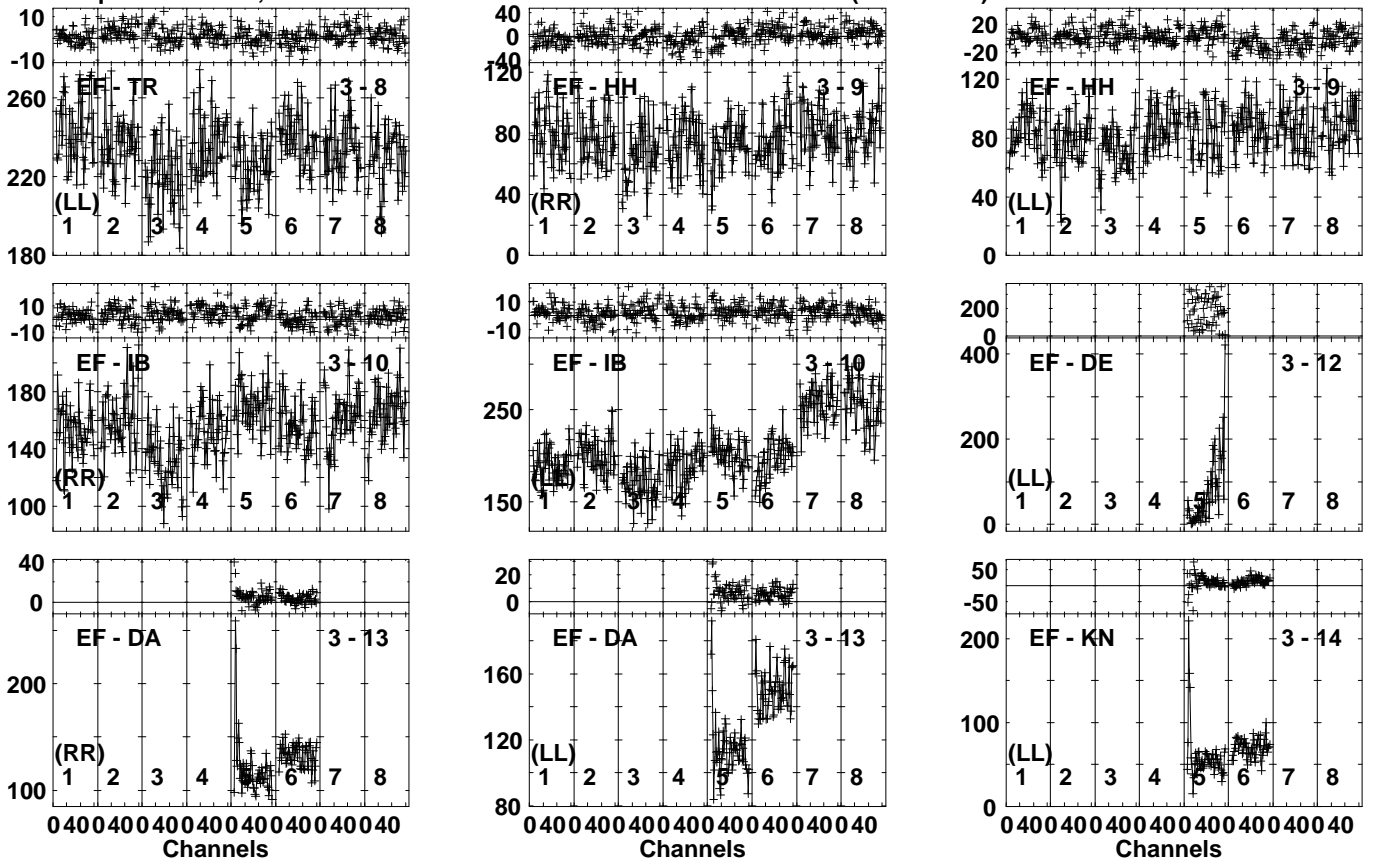 10 40 20
-10 0 -20
-40
EF - TR 3 - 8 120 EF - HH 3 - 9 120 EF - HH 3 - 9
260 80 80
220 40 40
(LL) (RR) (LL)
1 2 3 4 5 6 7 8 1 2 3 4 5 6 7 8 1 2 3 4 5 6 7 8
180 0 0
10 10 200
-10 -10 0
EF - IB 3 - 10 EF - IB 3 - 10 400 EF - DE 3 - 12
180 250 200
140
(RR) (LL) (LL)
100 1 2 3 4 5 6 7 8 150 1 2 3 4 5 6 7 8 0 1 2 3 4 5 6 7 8
40 20 50
0 0 -50
EF - DA 3 - 13 EF - DA 3 - 13 200 EF - KN 3 - 14
200 160 100
(RR) 120 (LL) (LL)
1 2 3 4 5 6 7 8 1 2 3 4 5 6 7 8 1 2 3 4 5 6 7 8
100 80 0
0 40 0 40 0 40 0 40 0 40 0 40 0 40 0 40 0 40 0 40 0 40 0 40 0 40 0 40 0 40 0 40 0 40 0 40 0 40 0 40 0 40 0 40 0 40 0 40
Channels Channels Channels